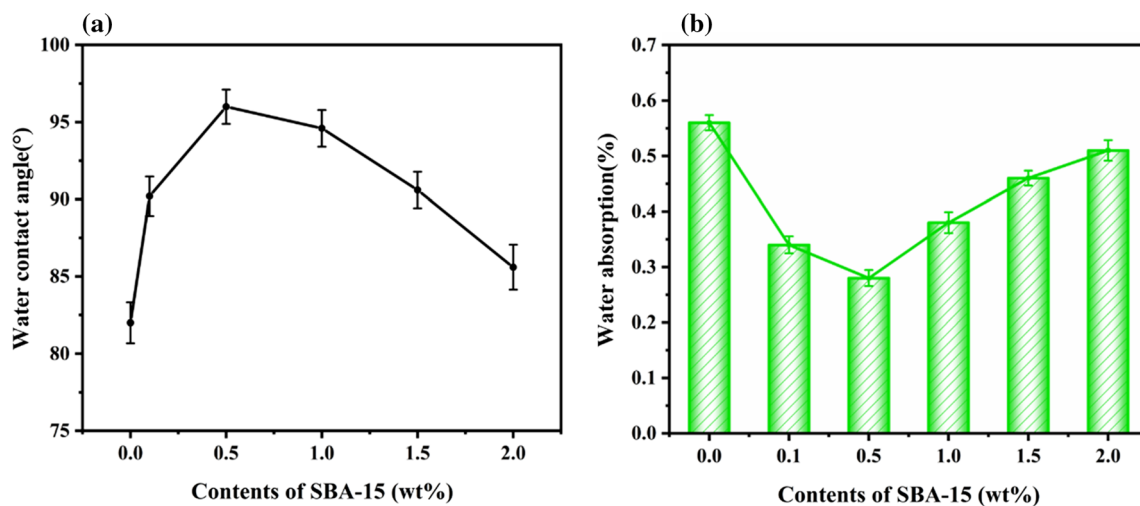 (a)
100
95
90
85
80
75
Water contact angle(°)
0.0 0.5 1.0 1.5 2.0
Contents of SBA-15 (wt%)
(b)
0.7
0.6
0.5
0.4
0.3
0.2
0.1
0.0
Water absorption(%)
0.0 0.1 0.5 1.0 1.5 2.0
Contents of SBA-15 (wt%)